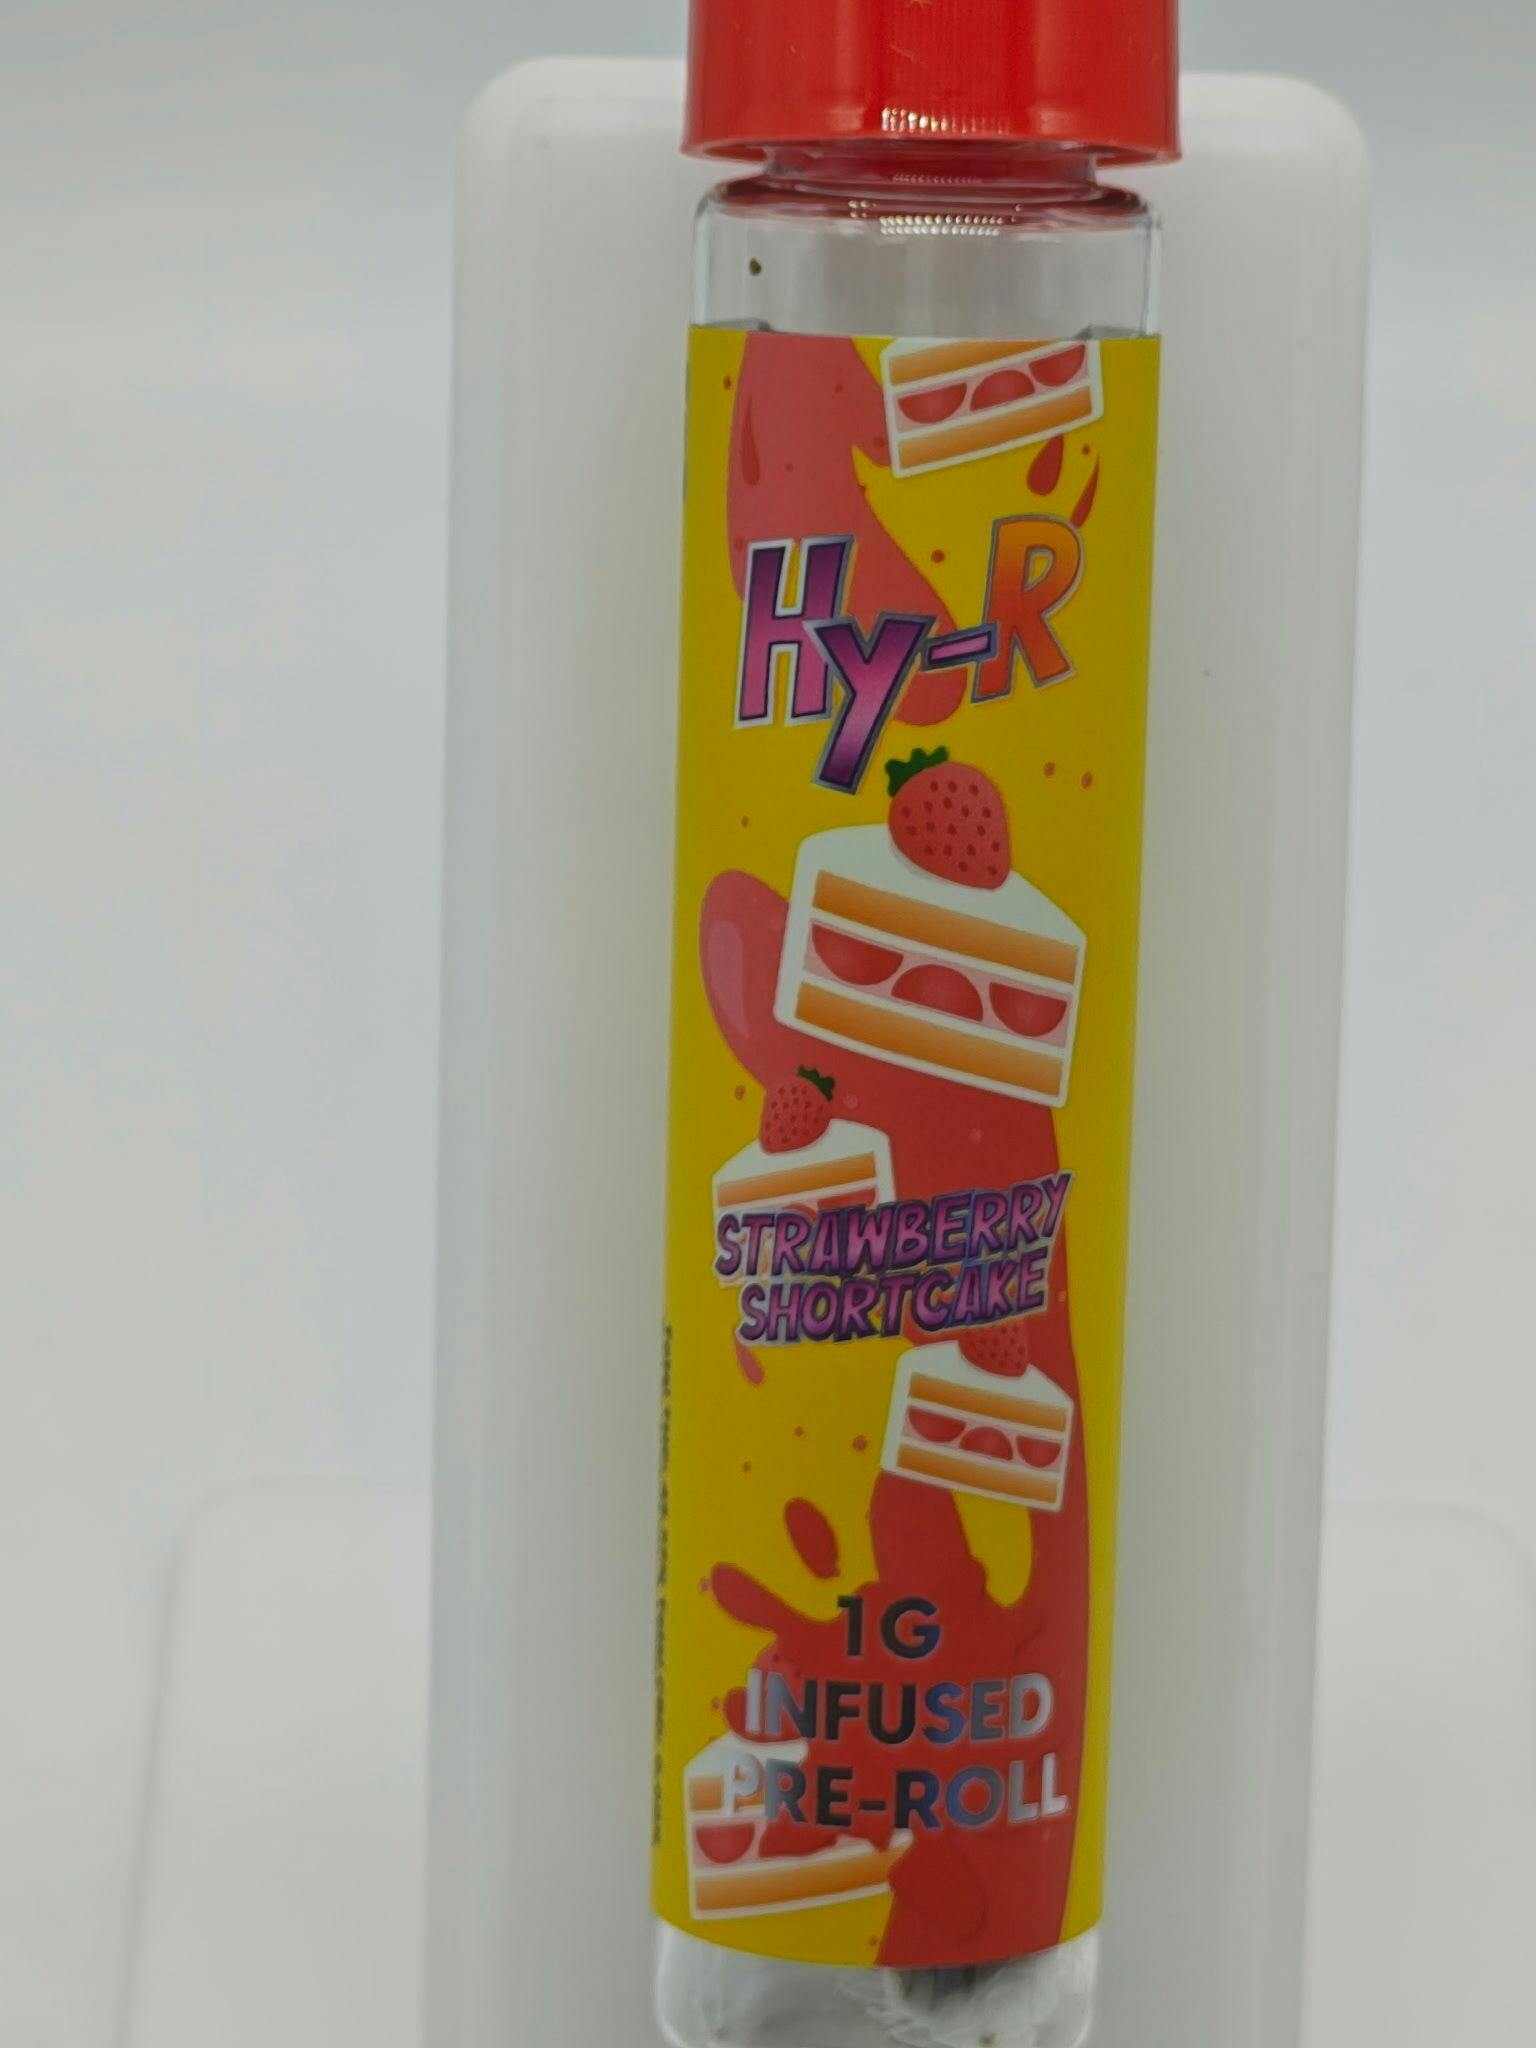 Hy-R
STRAWBERRY
SHORTCAKE
1G
INFUSED
PRE-ROLL